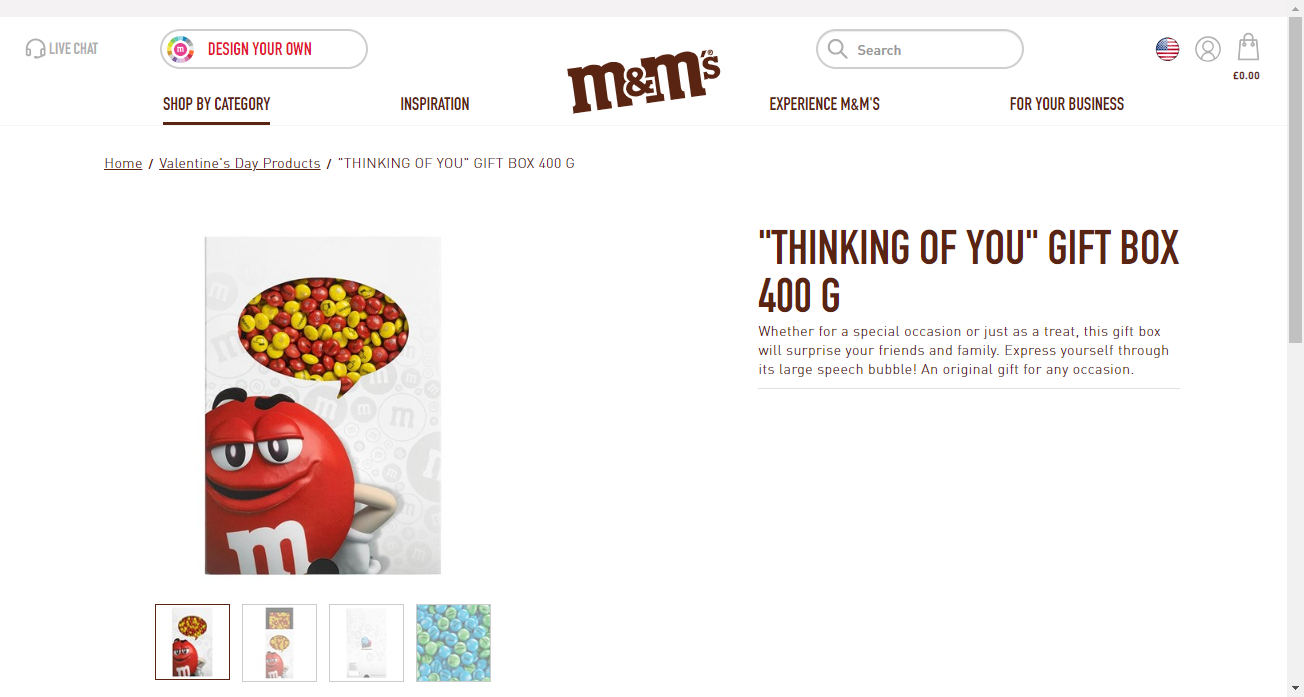 LIVE CHAT
DESIGN YOUR OWN
m&m's®
Search
£0.00
SHOP BY CATEGORY
INSPIRATION
EXPERIENCE M&M'S
FOR YOUR BUSINESS
Home / Valentine's Day Products / "THINKING OF YOU" GIFT BOX 400 G
"THINKING OF YOU" GIFT BOX
400 G
Whether for a special occasion or just as a treat, this gift box
will surprise your friends and family. Express yourself through
its large speech bubble! An original gift for any occasion.
m